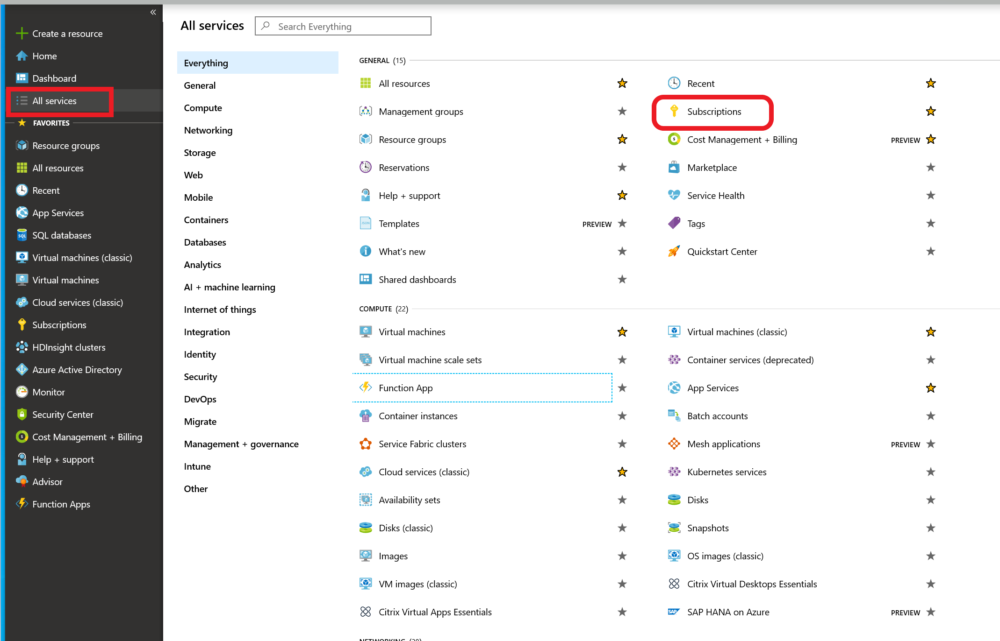 «
Create a resource
Home
Dashboard
All services
FAVORITES
Resource groups
All resources
Recent
App Services
SQL databases
Virtual machines (classic)
Virtual machines
Cloud services (classic)
Subscriptions
HDInsight clusters
Azure Active Directory
Monitor
Security Center
Cost Management + Billing
Help + support
Advisor
Function Apps
All services
Search Everything
Everything
General
Compute
Networking
Storage
Web
Mobile
Containers
Databases
Analytics
AI + machine learning
Internet of things
Integration
Identity
Security
DevOps
Migrate
Management + governance
Intune
Other
GENERAL (15)
All resources
Recent
Management groups
Subscriptions
Resource groups
Cost Management + Billing PREVIEW
Reservations
Marketplace
Help + support
Service Health
Templates PREVIEW
Tags
What's new
Quickstart Center
Shared dashboards
COMPUTE (22)
Virtual machines
Virtual machines (classic)
Virtual machine scale sets
Container services (deprecated)
Function App
App Services
Container instances
Batch accounts
Service Fabric clusters
Mesh applications PREVIEW
Cloud services (classic)
Kubernetes services
Availability sets
Disks
Disks (classic)
Snapshots
Images
OS images (classic)
VM images (classic)
Citrix Virtual Desktops Essentials
Citrix Virtual Apps Essentials
SAP HANA on Azure PREVIEW
NETWORKING